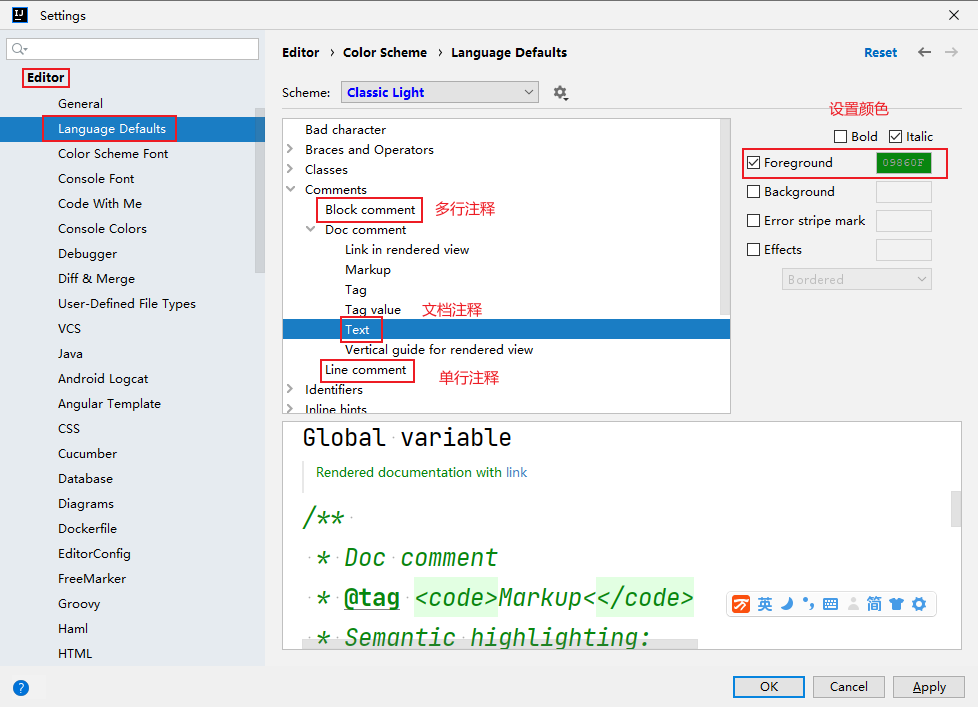 Settings
Editor
General
Language Defaults
Color Scheme Font
Console Font
Code With Me
Console Colors
Debugger
Diff & Merge
User-Defined File Types
VCS
Java
Android Logcat
Angular Template
CSS
Cucumber
Database
Diagrams
Dockerfile
EditorConfig
FreeMarker
Groovy
Haml
HTML
Editor › Color Scheme › Language Defaults
Reset
Scheme: Classic Light
Bad character
Braces and Operators
Classes
Comments
Block comment 多行注释
Doc comment
Link in rendered view
Markup
Tag
Tag value 文档注释
Text
Vertical guide for rendered view
Line comment 单行注释
Identifiers
Inline hints
设置颜色
Bold Italic
Foreground 09860F
Background
Error stripe mark
Effects
Bordered
Global variable
Rendered documentation with link
/**
* Doc comment
* @tag <code>Markup<</code>
* Semantic highlighting:
英 简
? OK Cancel Apply